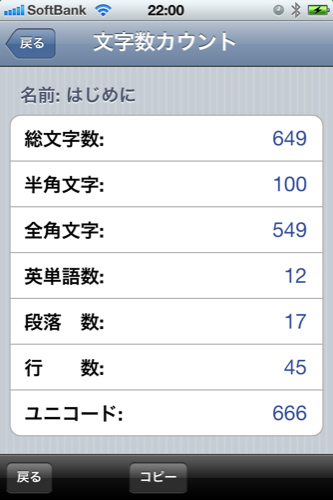 SoftBank 22:00
戻る 文字数カウント
名前: はじめに
総文字数: 649
半角文字: 100
全角文字: 549
英単語数: 12
段落　数: 17
行　　数: 45
ユニコード: 666
戻る コピー